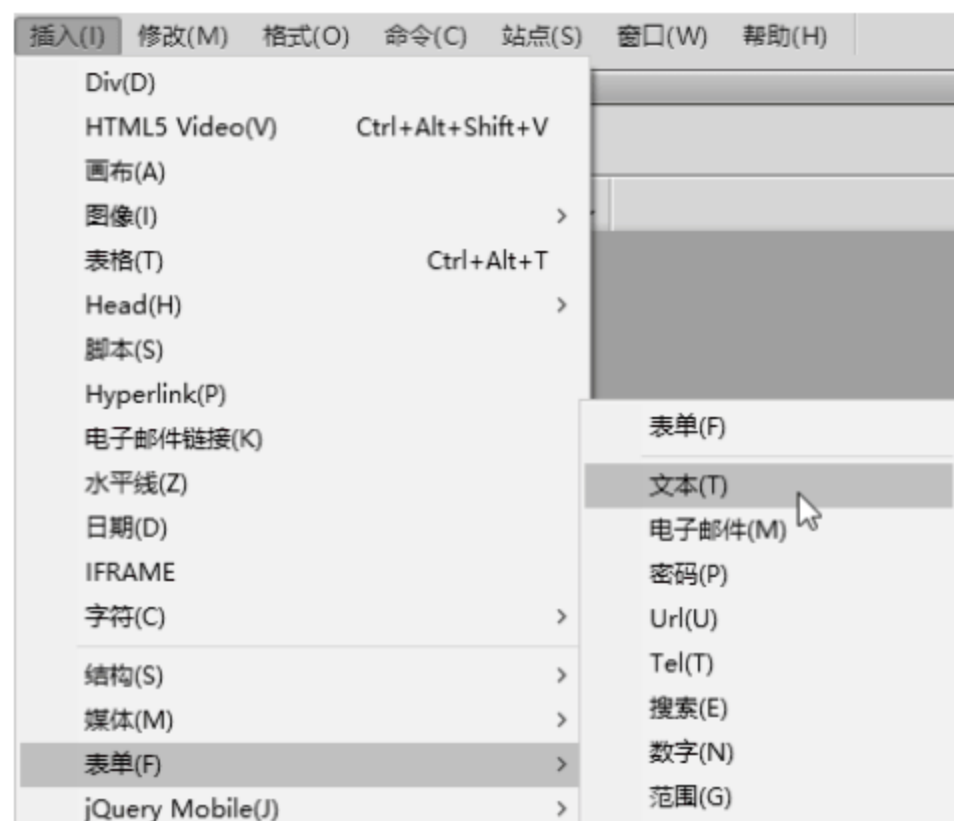 插入(I) 修改(M) 格式(O) 命令(C) 站点(S) 窗口(W) 帮助(H)
Div(D)
HTML5 Video(V) Ctrl+Alt+Shift+V
画布(A)
图像(I)
表格(T) Ctrl+Alt+T
Head(H)
脚本(S)
Hyperlink(P)
电子邮件链接(K)
水平线(Z)
日期(D)
IFRAME
字符(C)
结构(S)
媒体(M)
表单(F)
jQuery Mobile(J)
表单(F)
文本(T)
电子邮件(M)
密码(P)
Url(U)
Tel(T)
搜索(E)
数字(N)
范围(G)